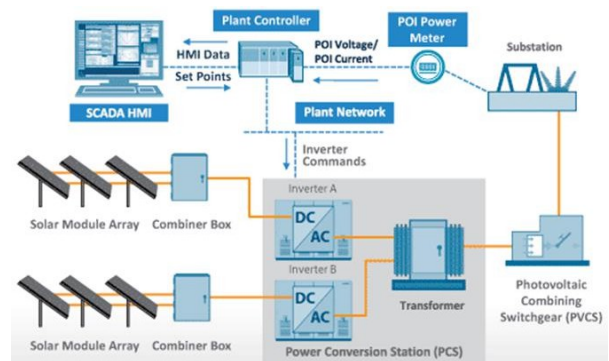 Plant Controller
POI Power
Meter
Substation
HMI Data
Set Points
POI Voltage/
POI Current
SCADA HMI
Plant Network
Inverter
Commands
Solar Module Array
Combiner Box
Inverter A
DC
AC
Inverter B
DC
AC
Transformer
Photovoltaic
Combining
Switchgear (PVCS)
Solar Module Array
Combiner Box
Power Conversion Station (PCS)